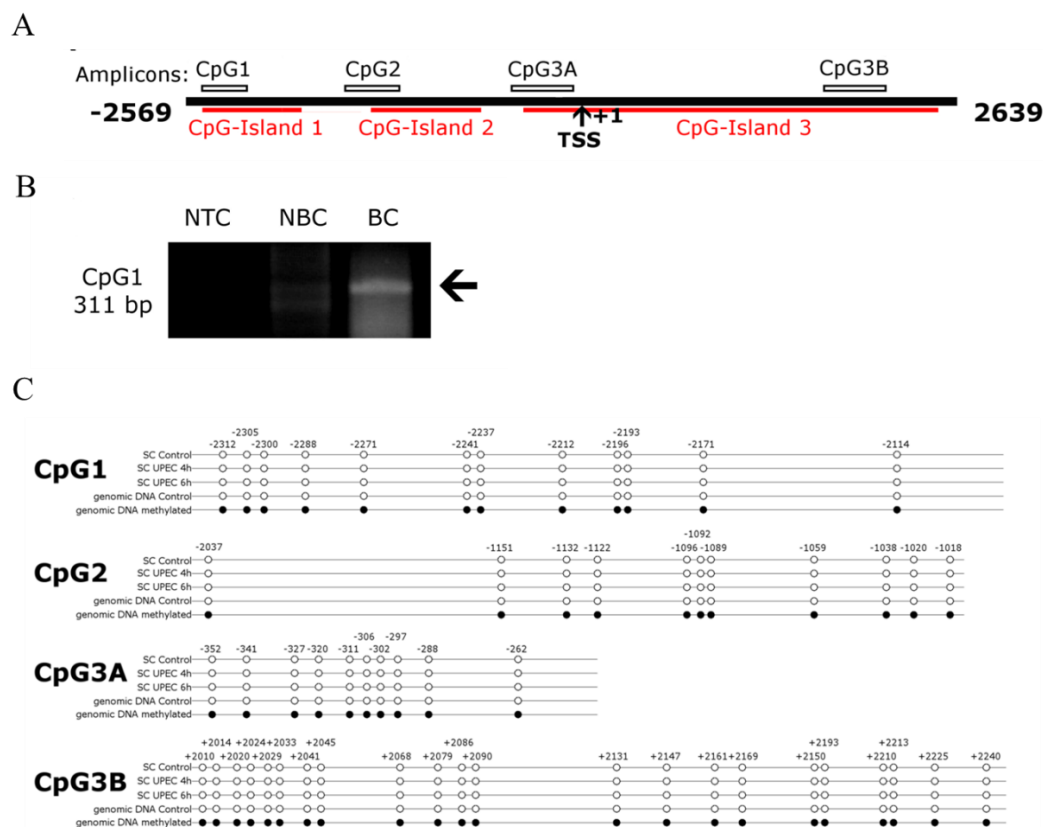 A
Amplicons: CpG1 CpG2 CpG3A CpG3B
-2569 2639
CpG-Island 1 CpG-Island 2 +1 CpG-Island 3
TSS
B
NTC NBC BC
CpG1
311 bp
C
-2305 -2237 -2193
-2312 -2300 -2288 -2271 -2241 -2212 -2196 -2171 -2114
CpG1
SC Control
SC UPEC 4h
SC UPEC 6h
genomic DNA Control
genomic DNA methylated
-1092
-2037 -1151 -1132 -1122 -1096 -1089 -1059 -1038 -1020 -1018
CpG2
SC Control
SC UPEC 4h
SC UPEC 6h
genomic DNA Control
genomic DNA methylated
-306 -297
-352 -341 -327 -320 -311 -302 -288 -262
CpG3A
SC Control
SC UPEC 4h
SC UPEC 6h
genomic DNA Control
genomic DNA methylated
+2014 +2024 +2033 +2045 +2086 +2193 +2213
+2010 +2020 +2029 +2041 +2068 +2079 +2090 +2131 +2147 +2161 +2169 +2150 +2210 +2225 +2240
CpG3B
SC Control
SC UPEC 4h
SC UPEC 6h
genomic DNA Control
genomic DNA methylated